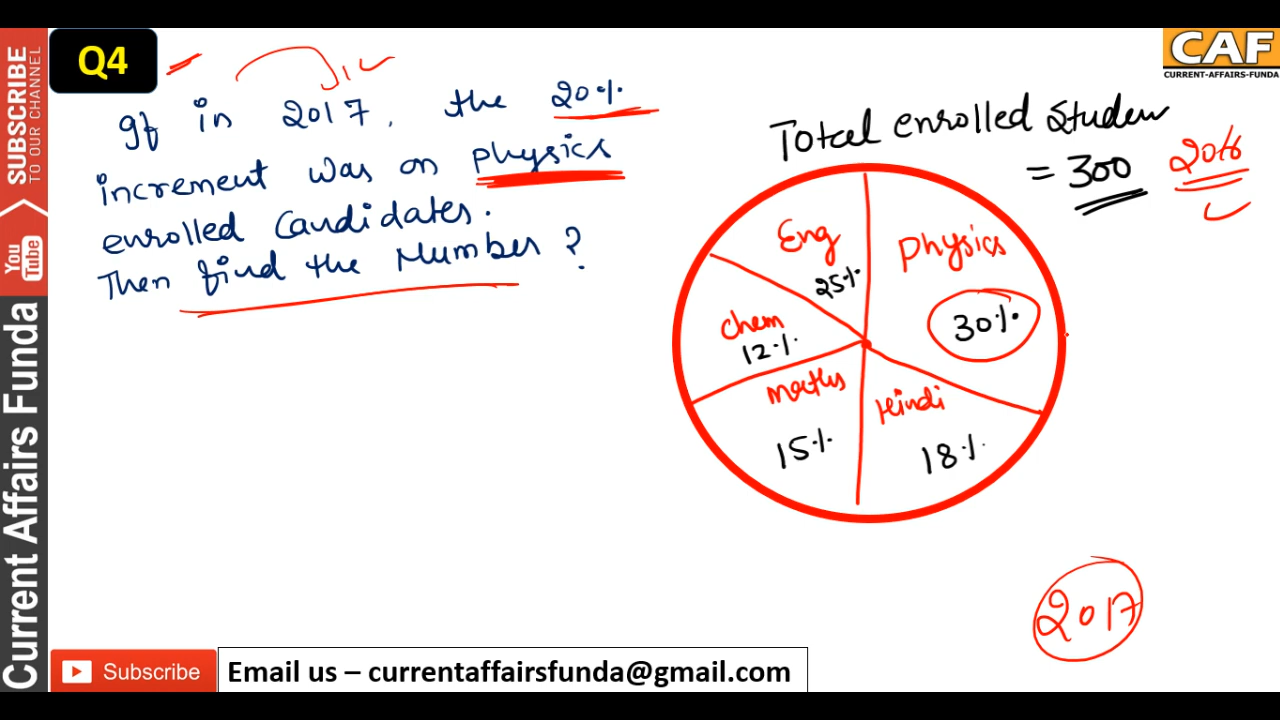 SUBSCRIBE
TO OUR CHANNEL
You Tube
Current Affairs Funda
Q4
If in 2017, the 20%
increment was on physics
enrolled Candidates.
Then find the Number ?
CAF
CURRENT-AFFAIRS-FUNDA
Total enrolled Studen
= 300
2016
Eng
25%
Physics
30%
Chem
12%
Maths
15%
Hindi
18%
2017
Subscribe
Email us – currentaffairsfunda@gmail.com